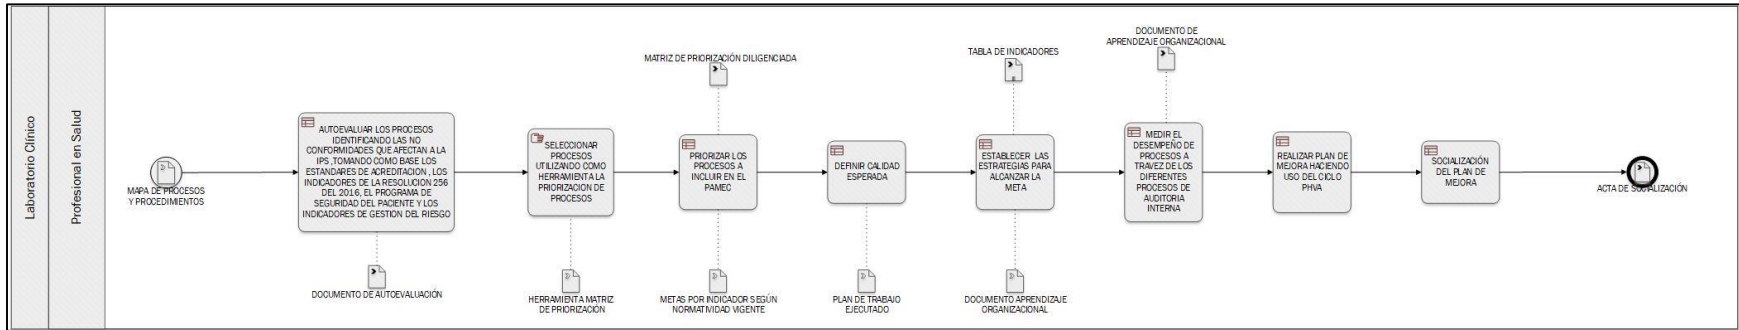 Laboratorio Clínico
Profesional en Salud
MAPA DE PROCESOS
Y PROCEDIMIENTOS
AUTOEVALUAR LOS PROCESOS
IDENTIFICANDO LAS NO
CONFORMIDADES QUE AFECTAN A LA
IPS ,TOMANDO COMO BASE LOS
ESTANDARES DE ACREDITACION , LOS
INDICADORES DE LA RESOLUCION 256
DEL 2016, EL PROGRAMA DE
SEGURIDAD DEL PACIENTE Y LOS
INDICADORES DE GESTION DEL RIESGO
DOCUMENTO DE AUTOEVALUACIÓN
SELECCIONAR
PROCESOS
UTILIZANDO COMO
HERRAMIENTA LA
PRIORIZACION DE
PROCESOS
HERRAMIENTA MATRIZ
DE PRIORIZACIÓN
MATRIZ DE PRIORIZACIÓN DILIGENCIADA
PRIORIZAR LOS
PROCESOS A
INCLUIR EN EL
PAMEC
METAS POR INDICADOR SEGÚN
NORMATIVIDAD VIGENTE
DEFINIR CALIDAD
ESPERADA
PLAN DE TRABAJO
EJECUTADO
TABLA DE INDICADORES
ESTABLECER LAS
ESTRATEGIAS PARA
ALCANZAR LA
META
DOCUMENTO APRENDIZAJE
ORGANIZACIONAL
DOCUMENTO DE
APRENDIZAJE ORGANIZACIONAL
MEDIR EL
DESEMPEÑO DE
PROCESOS A
TRAVEZ DE LOS
DIFERENTES
PROCESOS DE
AUDITORIA
INTERNA
REALIZAR PLAN DE
MEJORA HACIENDO
USO DEL CICLO
PHVA
SOCIALIZACIÓN
DEL PLAN DE
MEJORA
ACTA DE SOCIALIZACIÓN